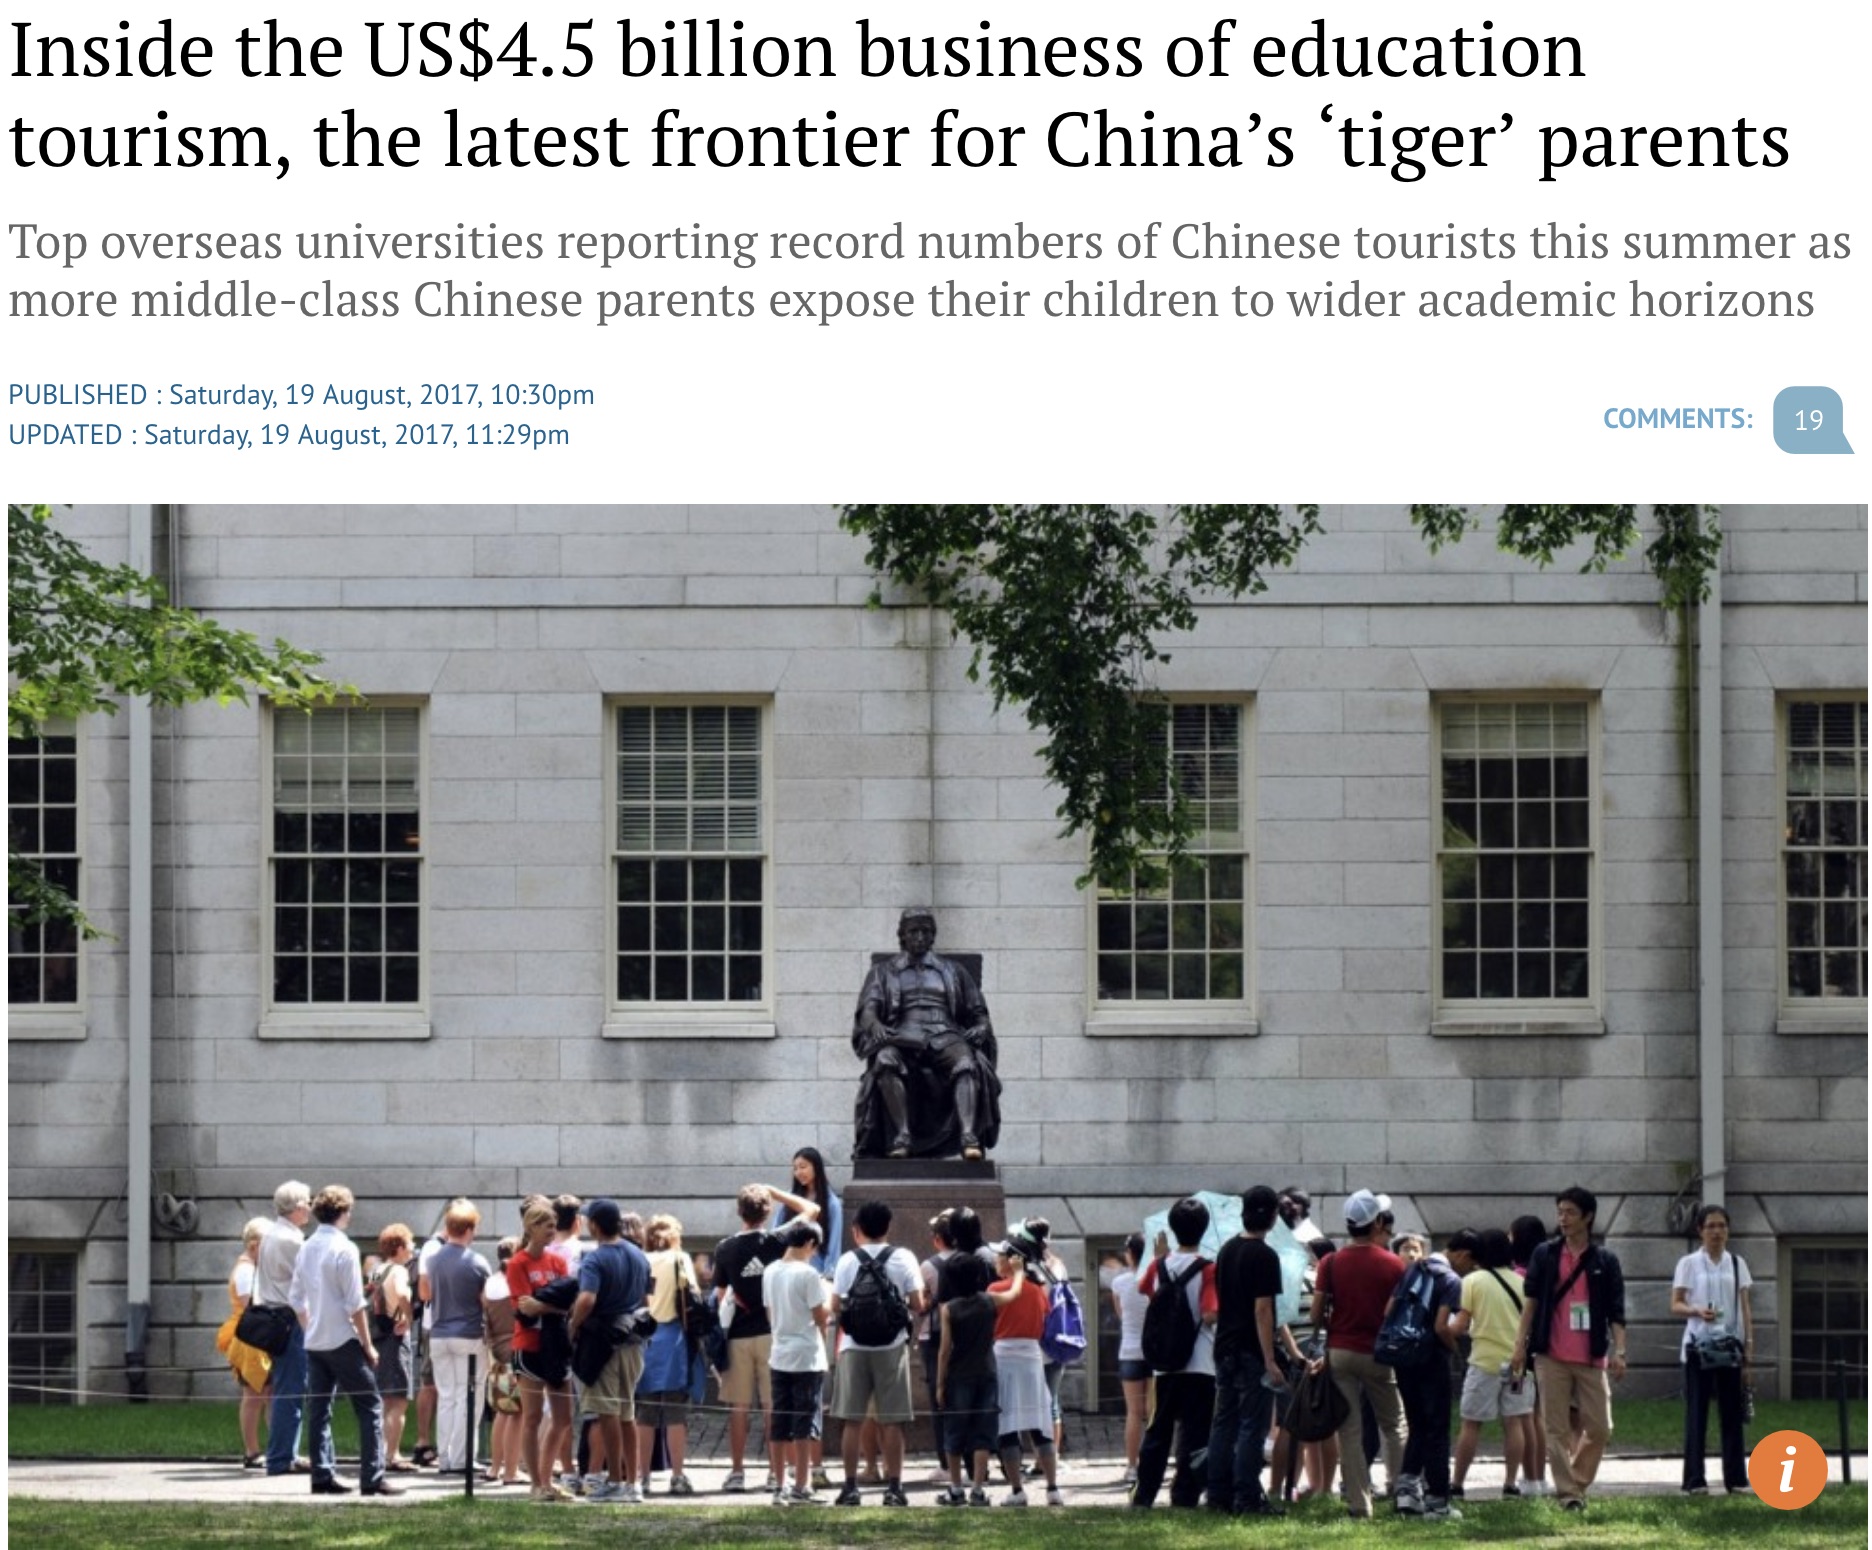 Inside the US$4.5 billion business of education
tourism, the latest frontier for China’s ‘tiger’ parents
Top overseas universities reporting record numbers of Chinese tourists this summer as
more middle-class Chinese parents expose their children to wider academic horizons
PUBLISHED : Saturday, 19 August, 2017, 10:30pm
UPDATED : Saturday, 19 August, 2017, 11:29pm
COMMENTS: 19
i